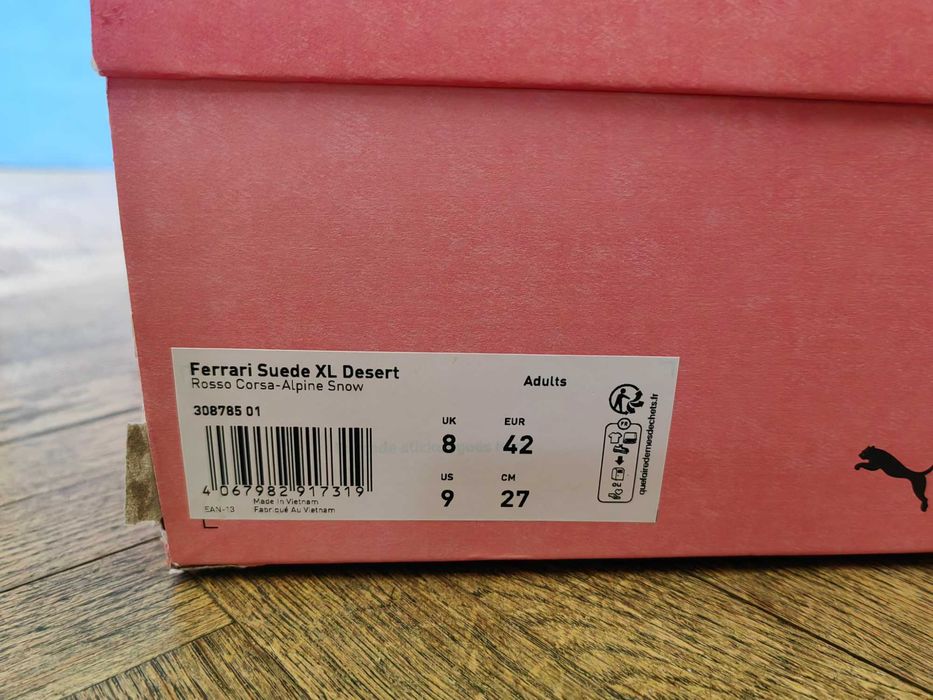 Ferrari Suede XL Desert
Rosso Corsa-Alpine Snow
Adults
308785 01
UK EUR
8 42
US CM
9 27
4 067982 917319
Made In Vietnam
EAN-13 Fabriqué Au Vietnam
FR
quefairedemesdechets.fr